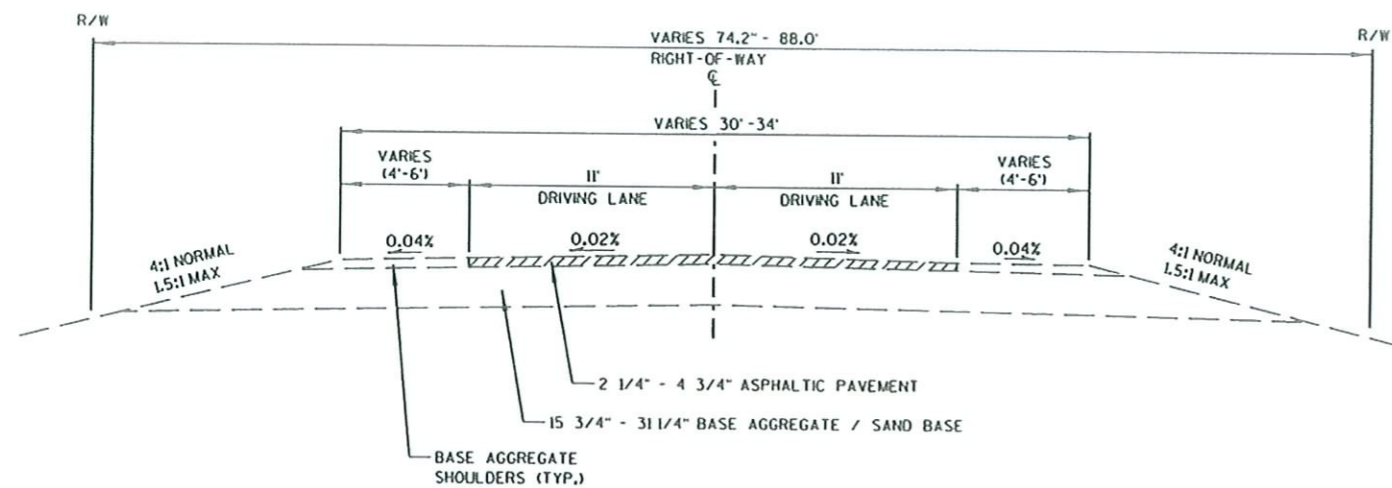 R/W
R/W
VARIES 74.2" - 88.0'
RIGHT-OF-WAY
℄
VARIES 30'-34'
VARIES
(4'-6')
11'
DRIVING LANE
11'
DRIVING LANE
VARIES
(4'-6')
4:1 NORMAL
1.5:1 MAX
0.04%
0.02%
0.02%
0.04%
4:1 NORMAL
1.5:1 MAX
2 1/4" - 4 3/4" ASPHALTIC PAVEMENT
15 3/4" - 31 1/4" BASE AGGREGATE / SAND BASE
BASE AGGREGATE
SHOULDERS (TYP.)